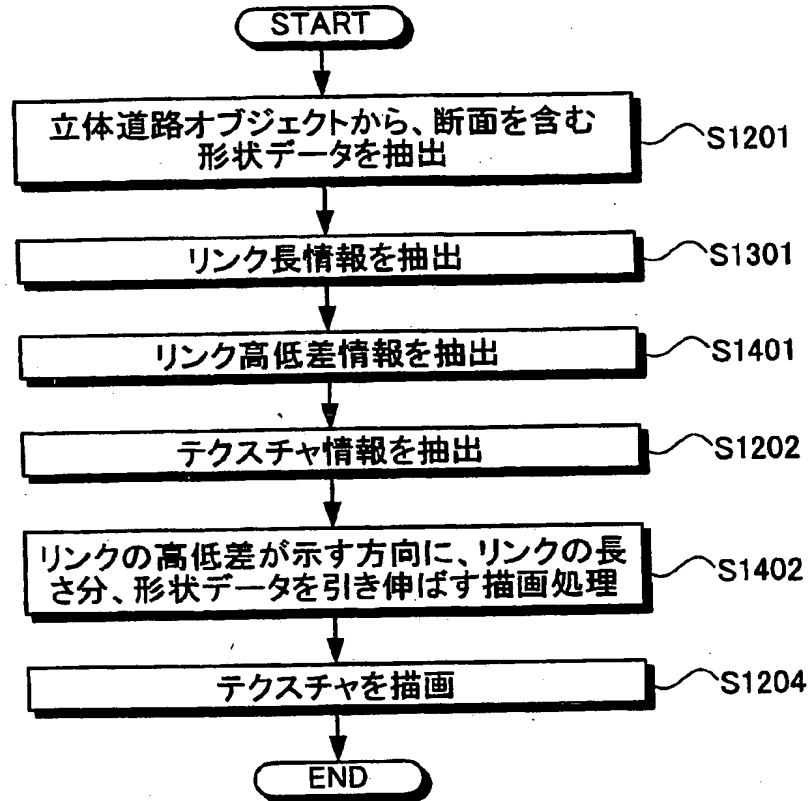 START
立体道路オブジェクトから、断面を含む
形状データを抽出
S1201
リンク長情報を抽出
S1301
リンク高低差情報を抽出
S1401
テクスチャ情報を抽出
S1202
リンクの高低差が示す方向に、リンクの長
さ分、形状データを引き伸ばす描画処理
S1402
テクスチャを描画
S1204
END